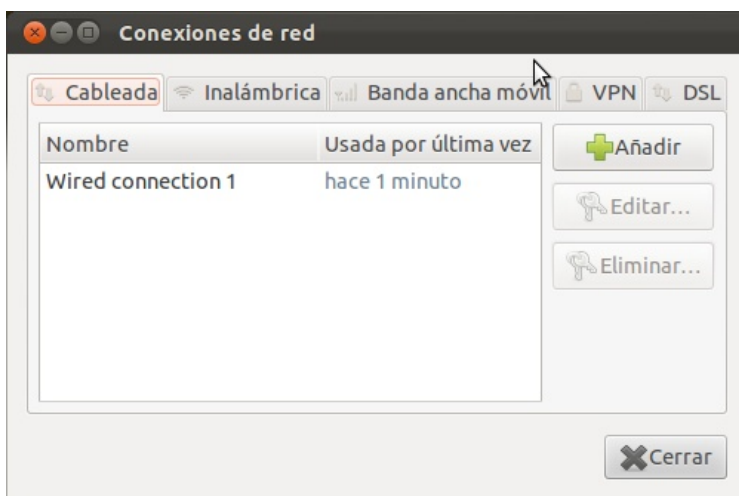 Conexiones de red
Cableada Inalámbrica Banda ancha móvil VPN DSL
Nombre Usada por última vez Añadir
Wired connection 1 hace 1 minuto
Editar...
Eliminar...
Cerrar